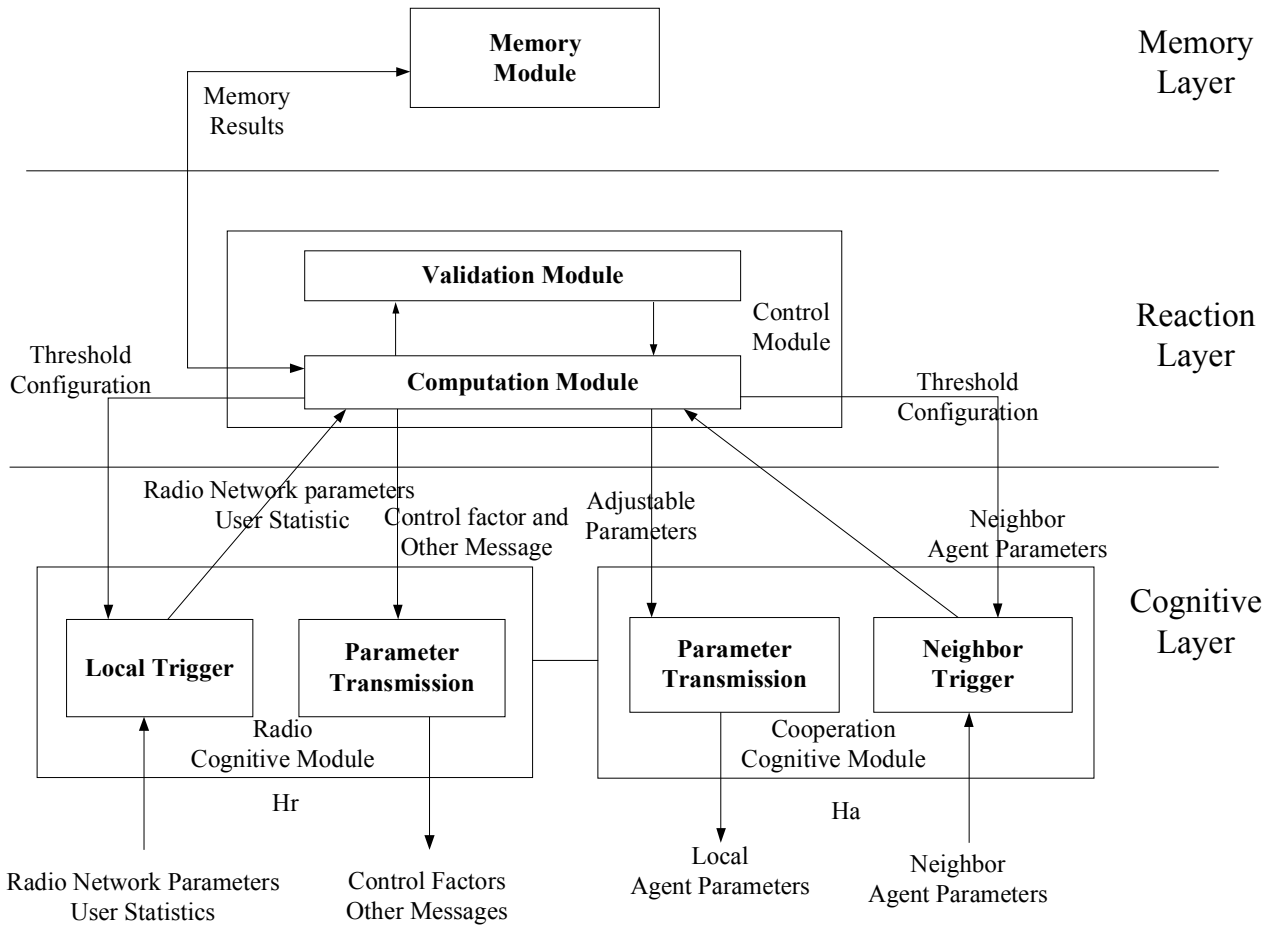 Memory
Module
Memory
Layer
Memory
Results
Validation Module
Control
Module
Reaction
Layer
Threshold
Configuration
Computation Module
Threshold
Configuration
Radio Network parameters
User Statistic
Control factor and
Other Message
Adjustable
Parameters
Neighbor
Agent Parameters
Cognitive
Layer
Local Trigger
Parameter
Transmission
Parameter
Transmission
Neighbor
Trigger
Radio
Cognitive Module
Cooperation
Cognitive Module
Hr
Ha
Radio Network Parameters
User Statistics
Control Factors
Other Messages
Local
Agent Parameters
Neighbor
Agent Parameters